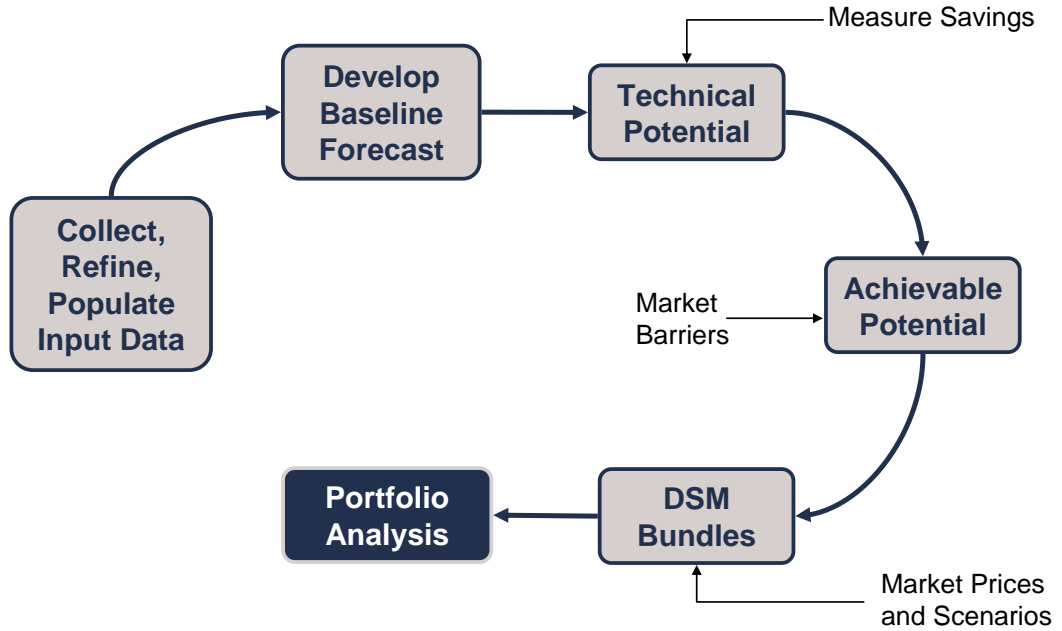 Measure Savings
Develop
Baseline
Forecast
Technical
Potential
Collect,
Refine,
Populate
Input Data
Market
Barriers
Achievable
Potential
Portfolio
Analysis
DSM
Bundles
Market Prices
and Scenarios